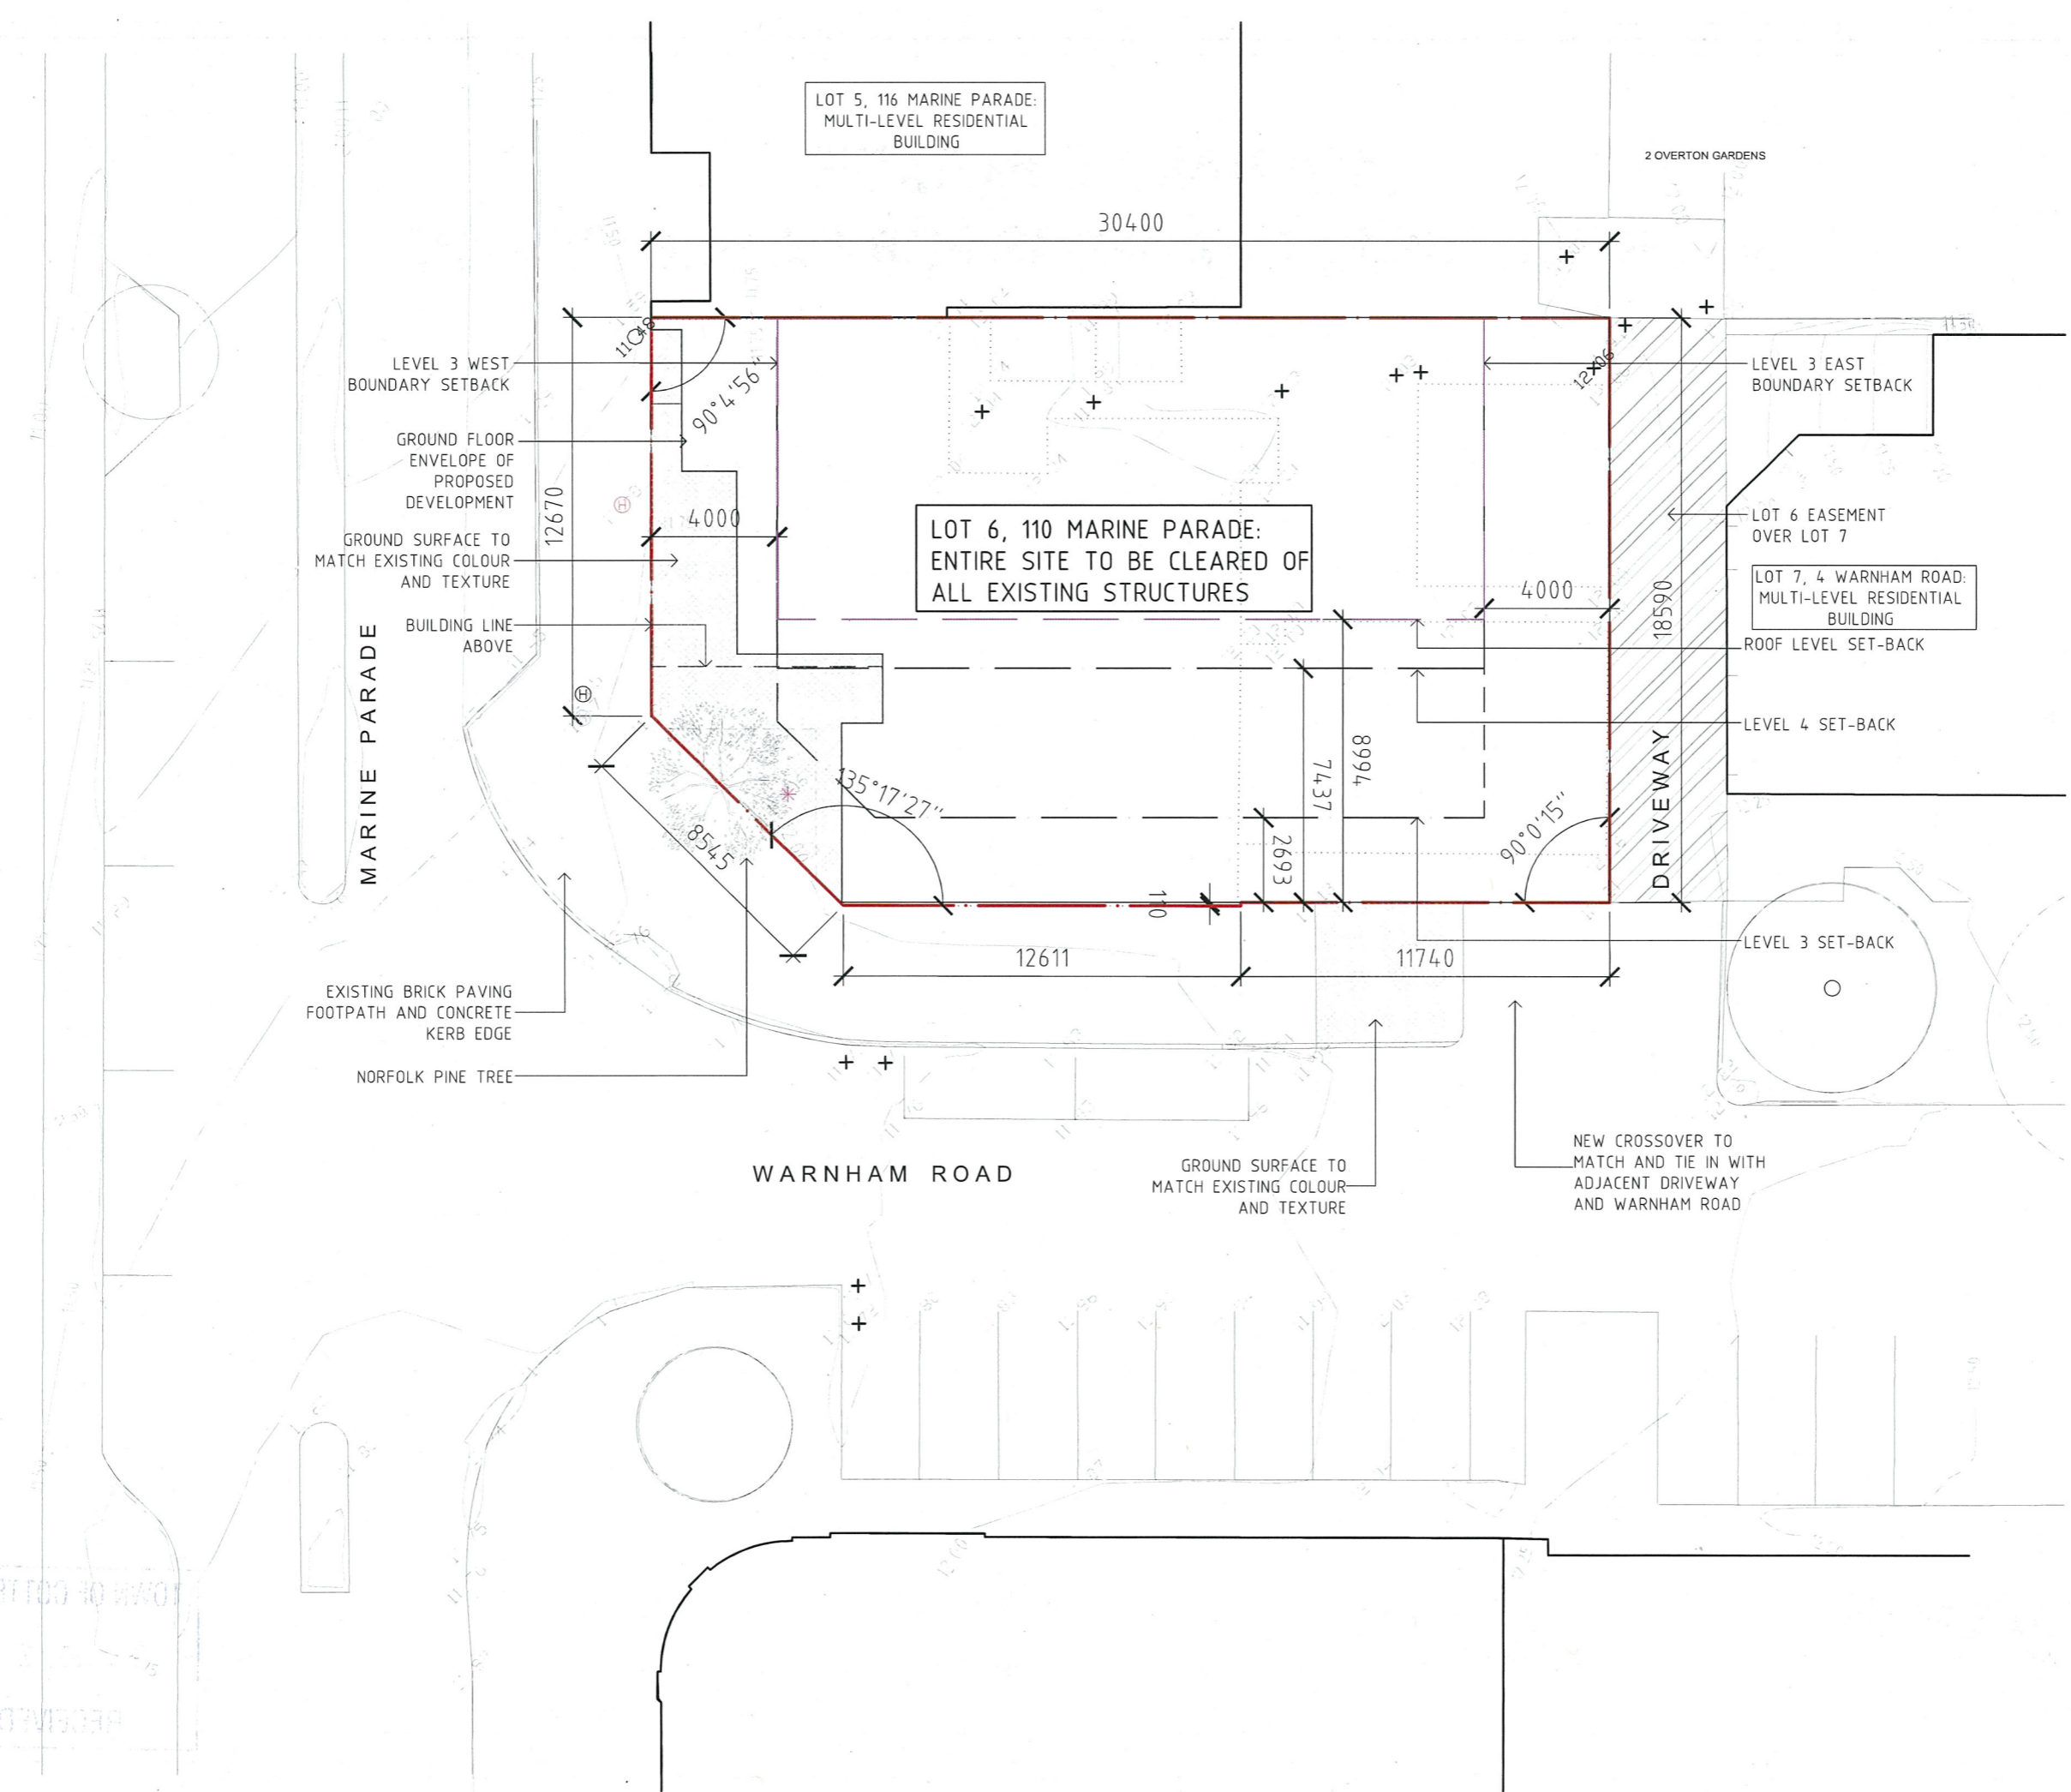 LOT 5, 116 MARINE PARADE:
MULTI-LEVEL RESIDENTIAL
BUILDING
2 OVERTON GARDENS
30400
LEVEL 3 WEST
BOUNDARY SETBACK
90°4'56"
LEVEL 3 EAST
BOUNDARY SETBACK
GROUND FLOOR
ENVELOPE OF
PROPOSED
DEVELOPMENT
12670
4000
GROUND SURFACE TO
MATCH EXISTING COLOUR
AND TEXTURE
LOT 6, 110 MARINE PARADE:
ENTIRE SITE TO BE CLEARED OF
ALL EXISTING STRUCTURES
LOT 6 EASEMENT
OVER LOT 7
4000
18590
LOT 7, 4 WARNHAM ROAD:
MULTI-LEVEL RESIDENTIAL
BUILDING
BUILDING LINE
ABOVE
ROOF LEVEL SET-BACK
H
H
MARINE PARADE
LEVEL 4 SET-BACK
8994
7437
2693
DRIVEWAY
135°17'27"
8545
90°0'15"
110
LEVEL 3 SET-BACK
12611
11740
EXISTING BRICK PAVING
FOOTPATH AND CONCRETE
KERB EDGE
NORFOLK PINE TREE
WARNHAM ROAD
GROUND SURFACE TO
MATCH EXISTING COLOUR
AND TEXTURE
NEW CROSSOVER TO
MATCH AND TIE IN WITH
ADJACENT DRIVEWAY
AND WARNHAM ROAD
RECEIVED